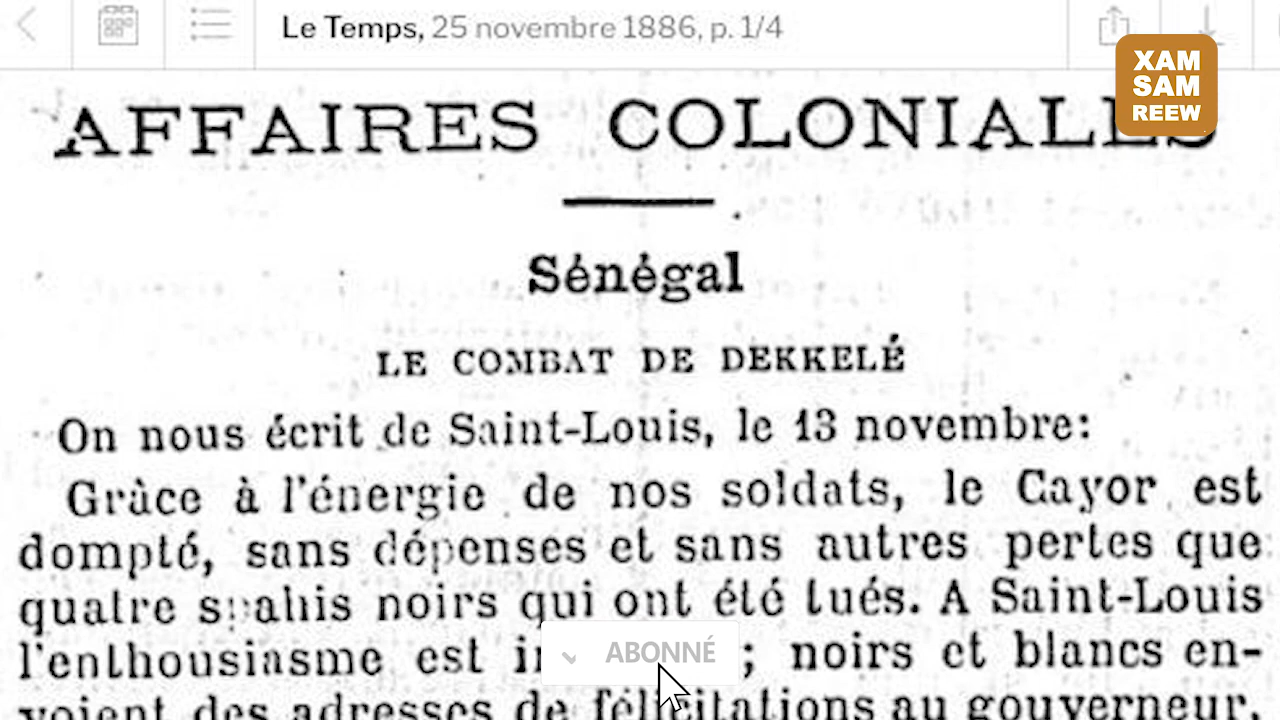 Le Temps, 25 novembre 1886, p. 1/4
XAM
SAM
REEW
AFFAIRES COLONIALES
Sénégal
LE COMBAT DE DEKKELÉ
On nous écrit de Saint-Louis, le 13 novembre:
Grâce à l'énergie de nos soldats, le Cayor est
dompté, sans dépenses et sans autres pertes que
quatre spahis noirs qui ont été tués. A Saint-Louis
l'enthousiasme est ; noirs et blancs en-
ABONNÉ
voient des adresses de félicitations au gouverneur,